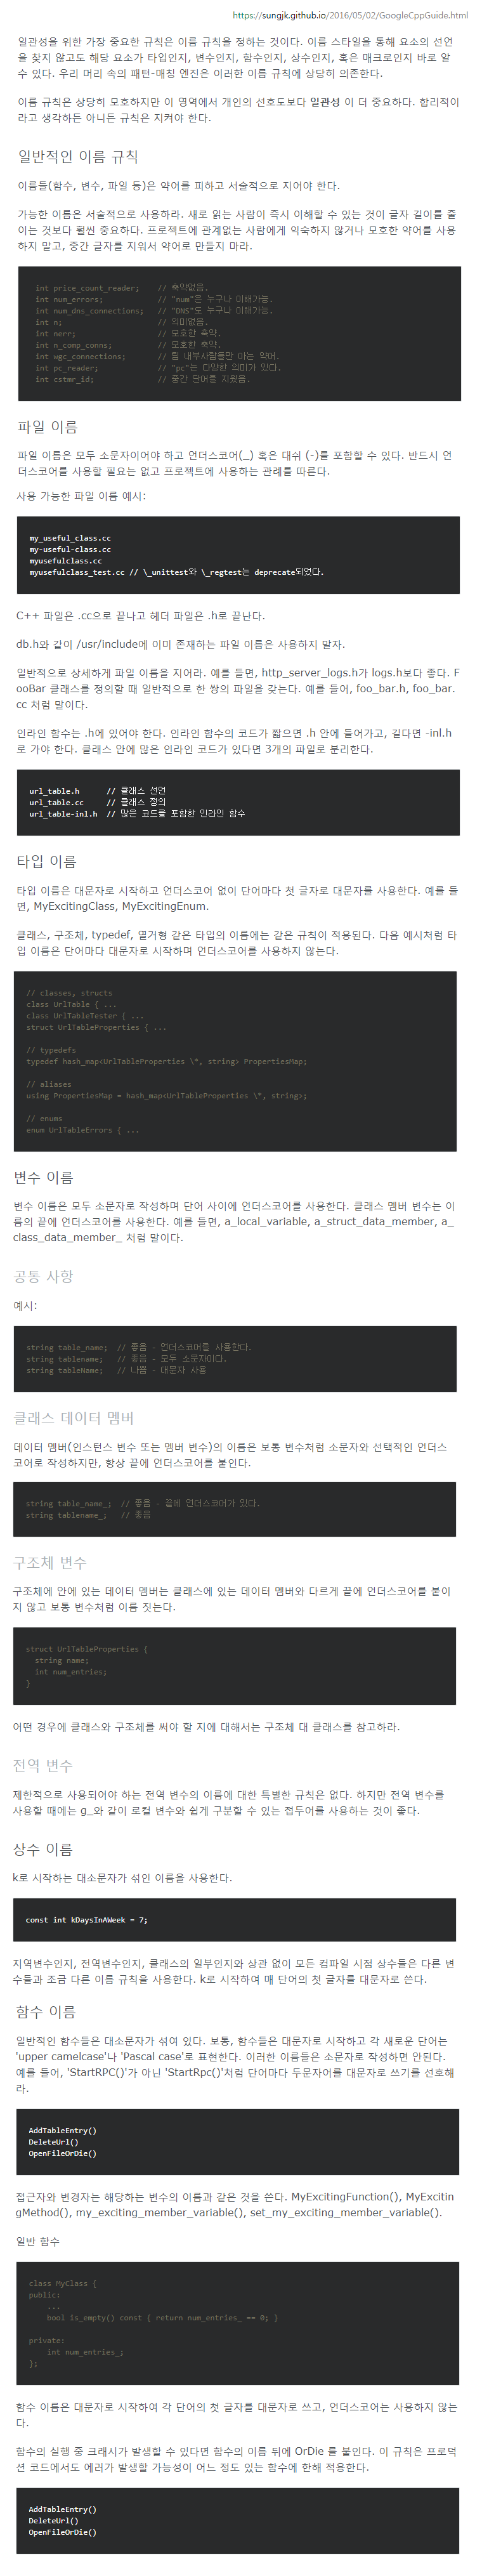 https://sungjk.github.io/2016/05/02/GoogleCppGuide.html
일관성을 위한 가장 중요한 규칙은 이름 규칙을 정하는 것이다. 이름 스타일을 통해 요소의 선언
을 찾지 않고도 해당 요소가 타입인지, 변수인지, 함수인지, 상수인지, 혹은 매크로인지 바로 알
수 있다. 우리 머리 속의 패턴-매칭 엔진은 이러한 이름 규칙에 상당히 의존한다.
이름 규칙은 상당히 모호하지만 이 영역에서 개인의 선호도보다 일관성 이 더 중요하다. 합리적이
라고 생각하든 아니든 규칙은 지켜야 한다.
일반적인 이름 규칙
이름들(함수, 변수, 파일 등)은 약어를 피하고 서술적으로 지어야 한다.
가능한 이름은 서술적으로 사용하라. 새로 읽는 사람이 즉시 이해할 수 있는 것이 글자 길이를 줄
이는 것보다 훨씬 중요하다. 프로젝트에 관계없는 사람에게 익숙하지 않거나 모호한 약어를 사용
하지 말고, 중간 글자를 지워서 약어로 만들지 마라.
int price_count_reader; // 축약없음.
int num_errors; // "num"은 누구나 이해가능.
int num_dns_connections; // "DNS"도 누구나 이해가능.
int n; // 의미없음.
int nerr; // 모호한 축약.
int n_comp_conns; // 모호한 축약.
int wgc_connections; // 팀 내부사람들만 아는 약어.
int pc_reader; // "pc"는 다양한 의미가 있다.
int cstmr_id; // 중간 단어를 지웠음.
파일 이름
파일 이름은 모두 소문자이어야 하고 언더스코어(_) 혹은 대쉬 (-)를 포함할 수 있다. 반드시 언
더스코어를 사용할 필요는 없고 프로젝트에 사용하는 관례를 따른다.
사용 가능한 파일 이름 예시:
my_useful_class.cc
my-useful-class.cc
myusefulclass.cc
myusefulclass_test.cc // \_unittest와 \_regtest는 deprecate되었다.
C++ 파일은 .cc으로 끝나고 헤더 파일은 .h로 끝난다.
db.h와 같이 /usr/include에 이미 존재하는 파일 이름은 사용하지 말자.
일반적으로 상세하게 파일 이름을 지어라. 예를 들면, http_server_logs.h가 logs.h보다 좋다. F
ooBar 클래스를 정의할 때 일반적으로 한 쌍의 파일을 갖는다. 예를 들어, foo_bar.h, foo_bar.
cc 처럼 말이다.
인라인 함수는 .h에 있어야 한다. 인라인 함수의 코드가 짧으면 .h 안에 들어가고, 길다면 -inl.h
로 가야 한다. 클래스 안에 많은 인라인 코드가 있다면 3개의 파일로 분리한다.
url_table.h // 클래스 선언
url_table.cc // 클래스 정의
url_table-inl.h // 많은 코드를 포함한 인라인 함수
타입 이름
타입 이름은 대문자로 시작하고 언더스코어 없이 단어마다 첫 글자로 대문자를 사용한다. 예를 들
면, MyExcitingClass, MyExcitingEnum.
클래스, 구조체, typedef, 열거형 같은 타입의 이름에는 같은 규칙이 적용된다. 다음 예시처럼 타
입 이름은 단어마다 대문자로 시작하며 언더스코어를 사용하지 않는다.
// classes, structs
class UrlTable { ...
class UrlTableTester { ...
struct UrlTableProperties { ...
// typedefs
typedef hash_map<UrlTableProperties \*, string> PropertiesMap;
// aliases
using PropertiesMap = hash_map<UrlTableProperties \*, string>;
// enums
enum UrlTableErrors { ...
변수 이름
변수 이름은 모두 소문자로 작성하며 단어 사이에 언더스코어를 사용한다. 클래스 멤버 변수는 이
름의 끝에 언더스코어를 사용한다. 예를 들면, a_local_variable, a_struct_data_member, a_
class_data_member_ 처럼 말이다.
공통 사항
예시:
string table_name; // 좋음 - 언더스코어를 사용한다.
string tablename; // 좋음 - 모두 소문자이다.
string tableName; // 나쁨 - 대문자 사용
클래스 데이터 멤버
데이터 멤버(인스턴스 변수 또는 멤버 변수)의 이름은 보통 변수처럼 소문자와 선택적인 언더스
코어로 작성하지만, 항상 끝에 언더스코어를 붙인다.
string table_name_; // 좋음 - 끝에 언더스코어가 있다.
string tablename_; // 좋음
구조체 변수
구조체에 안에 있는 데이터 멤버는 클래스에 있는 데이터 멤버와 다르게 끝에 언더스코어를 붙이
지 않고 보통 변수처럼 이름 짓는다.
struct UrlTableProperties {
string name;
int num_entries;
}
어떤 경우에 클래스와 구조체를 써야 할 지에 대해서는 구조체 대 클래스를 참고하라.
전역 변수
제한적으로 사용되어야 하는 전역 변수의 이름에 대한 특별한 규칙은 없다. 하지만 전역 변수를
사용할 때에는 g_와 같이 로컬 변수와 쉽게 구분할 수 있는 접두어를 사용하는 것이 좋다.
상수 이름
k로 시작하는 대소문자가 섞인 이름을 사용한다.
const int kDaysInAWeek = 7;
지역변수인지, 전역변수인지, 클래스의 일부인지와 상관 없이 모든 컴파일 시점 상수들은 다른 변
수들과 조금 다른 이름 규칙을 사용한다. k로 시작하여 매 단어의 첫 글자를 대문자로 쓴다.
함수 이름
일반적인 함수들은 대소문자가 섞여 있다. 보통, 함수들은 대문자로 시작하고 각 새로운 단어는
'upper camelcase'나 'Pascal case'로 표현한다. 이러한 이름들은 소문자로 작성하면 안된다.
예를 들어, 'StartRPC()'가 아닌 'StartRpc()'처럼 단어마다 두문자어를 대문자로 쓰기를 선호해
라.
AddTableEntry()
DeleteUrl()
OpenFileOrDie()
접근자와 변경자는 해당하는 변수의 이름과 같은 것을 쓴다. MyExcitingFunction(), MyExcitin
gMethod(), my_exciting_member_variable(), set_my_exciting_member_variable().
일반 함수
class MyClass {
public:
...
bool is_empty() const { return num_entries_ == 0; }
private:
int num_entries_;
};
함수 이름은 대문자로 시작하여 각 단어의 첫 글자를 대문자로 쓰고, 언더스코어는 사용하지 않는
다.
함수의 실행 중 크래시가 발생할 수 있다면 함수의 이름 뒤에 OrDie 를 붙인다. 이 규칙은 프로덕
션 코드에서도 에러가 발생할 가능성이 어느 정도 있는 함수에 한해 적용한다.
AddTableEntry()
DeleteUrl()
OpenFileOrDie()